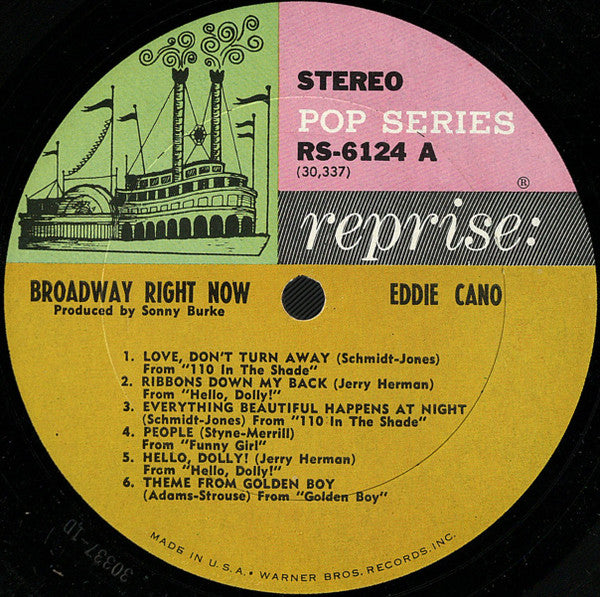 STEREO
POP SERIES
RS-6124 A
(30,337)
®
reprise:
BROADWAY RIGHT NOW
EDDIE CANO
Produced by Sonny Burke
1. LOVE, DON'T TURN AWAY (Schmidt-Jones)
From "110 In The Shade"
2. RIBBONS DOWN MY BACK (Jerry Herman)
From "Hello, Dolly!"
3. EVERYTHING BEAUTIFUL HAPPENS AT NIGHT
(Schmidt-Jones) From "110 In The Shade"
4. PEOPLE (Styne-Merrill)
From "Funny Girl"
5. HELLO, DOLLY! (Jerry Herman)
From "Hello, Dolly!"
6. THEME FROM GOLDEN BOY
(Adams-Strouse) From "Golden Boy"
30337-1D
MADE IN U.S.A. • WARNER BROS. RECORDS, INC.